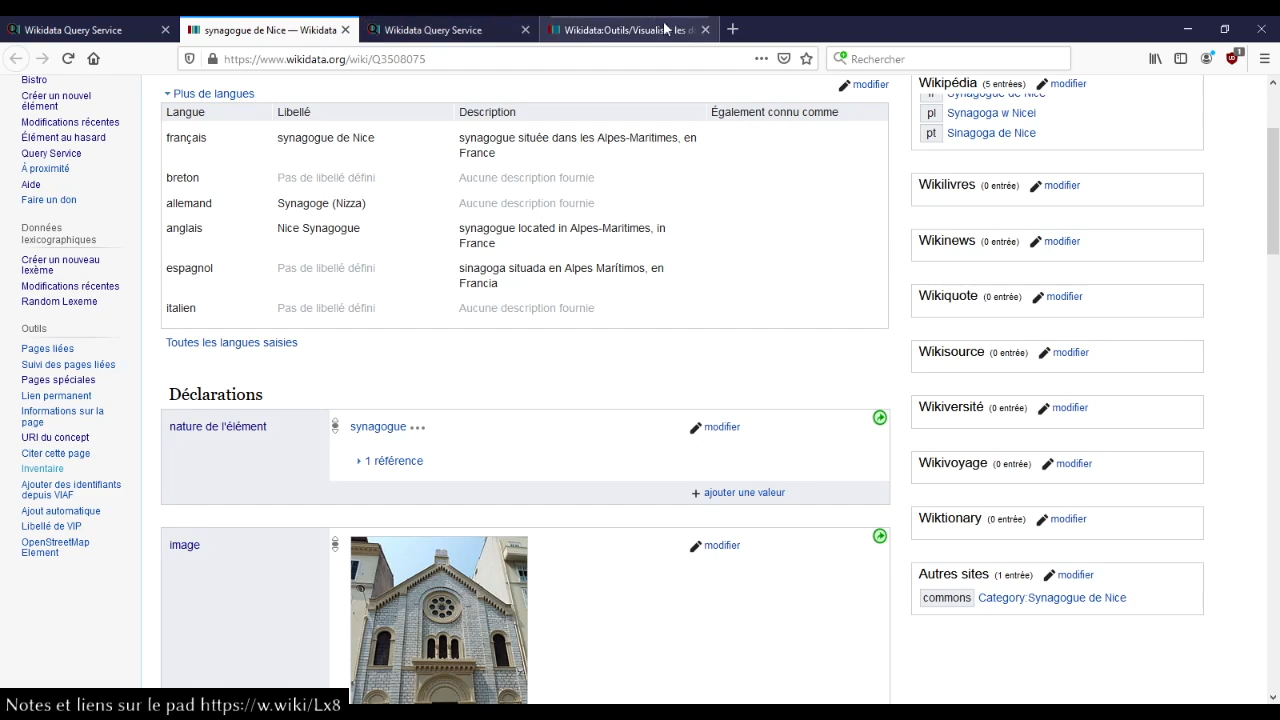 Wikidata Query Service
synagogue de Nice — Wikidata
Wikidata Query Service
Wikidata:Outils/Visualise les d
https://www.wikidata.org/wiki/Q3508075
Rechercher
1
Bistro
Créer un nouvel
élément
Modifications récentes
Élément au hasard
Query Service
À proximité
Aide
Faire un don
Données
lexicographiques
Créer un nouveau
lexème
Modifications récentes
Random Lexeme
Outils
Pages liées
Suivi des pages liées
Pages spéciales
Lien permanent
Informations sur la
page
URI du concept
Citer cette page
Inventaire
Ajouter des identifiants
depuis VIAF
Ajout automatique
Libellé de VIP
OpenStreetMap
Element
Plus de langues
modifier
Langue Libellé Description Également connu comme
français synagogue de Nice synagogue située dans les Alpes-Maritimes, en
France
breton Pas de libellé défini Aucune description fournie
allemand Synagoge (Nizza) Aucune description fournie
anglais Nice Synagogue synagogue located in Alpes-Maritimes, in
France
espagnol Pas de libellé défini sinagoga situada en Alpes Marítimos, en
Francia
italien Pas de libellé défini Aucune description fournie
Toutes les langues saisies
Déclarations
nature de l'élément synagogue modifier
1 référence
+ ajouter une valeur
image modifier
Wikipédia (5 entrées) modifier
fr Synagogue de Nice
pl Synagoga w Nicei
pt Sinagoga de Nice
Wikilivres (0 entrée) modifier
Wikinews (0 entrée) modifier
Wikiquote (0 entrée) modifier
Wikisource (0 entrée) modifier
Wikiversité (0 entrée) modifier
Wikivoyage (0 entrée) modifier
Wiktionary (0 entrée) modifier
Autres sites (1 entrée) modifier
commons Category:Synagogue de Nice
Notes et liens sur le pad https://w.wiki/Lx8